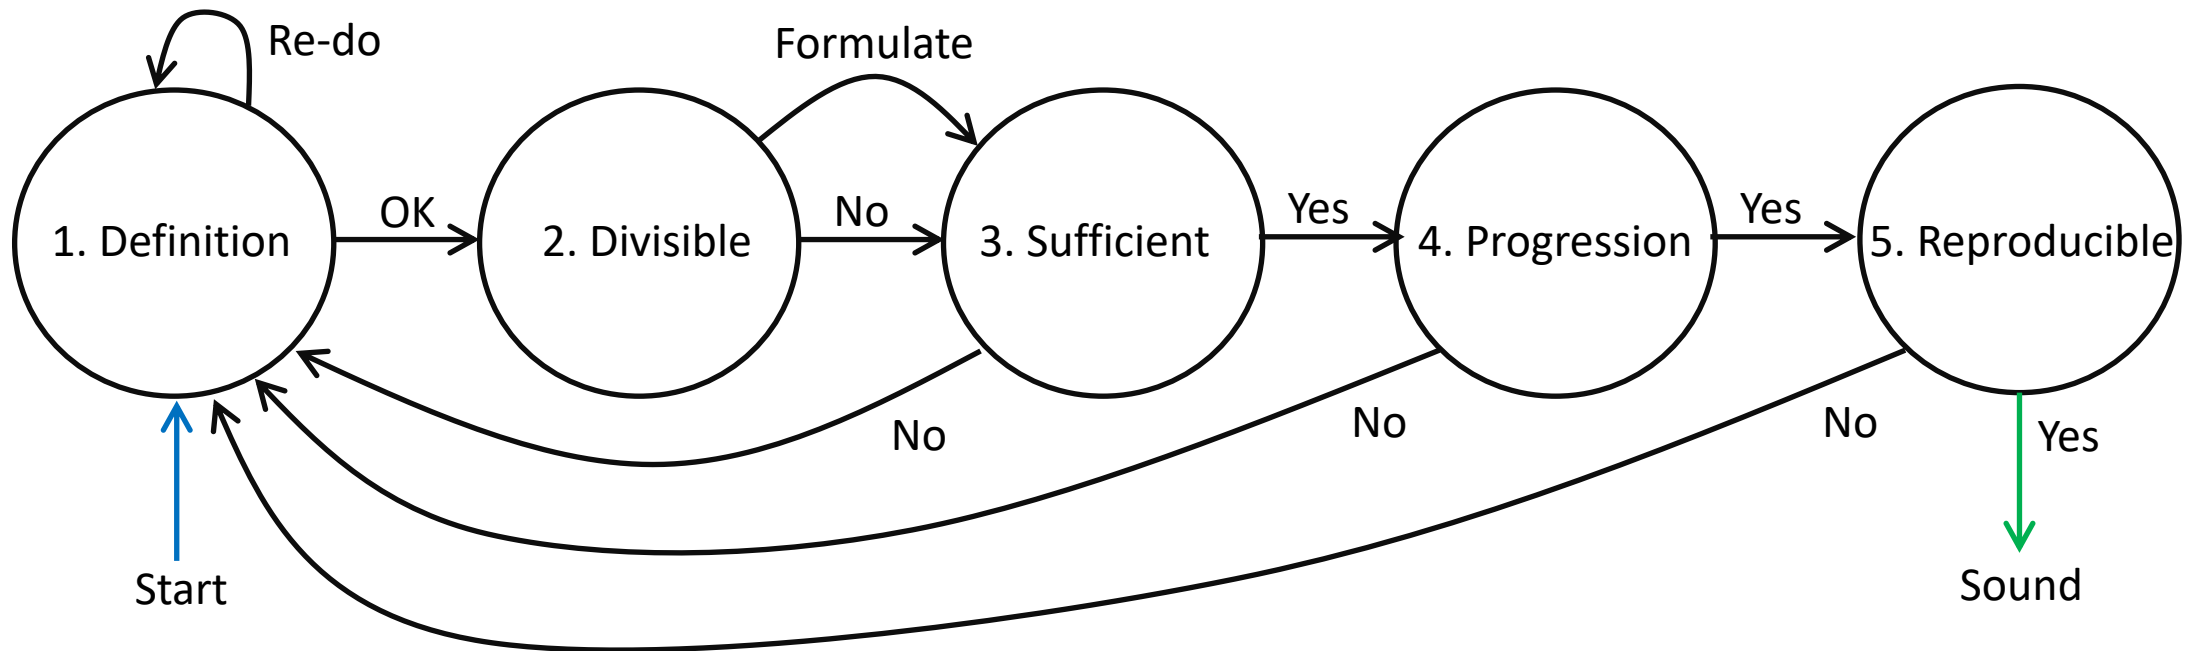 Re-do
Formulate
OK
No
Yes
Yes
1. Definition
2. Divisible
3. Sufficient
4. Progression
5. Reproducible
No
No
No
Yes
Start
Sound